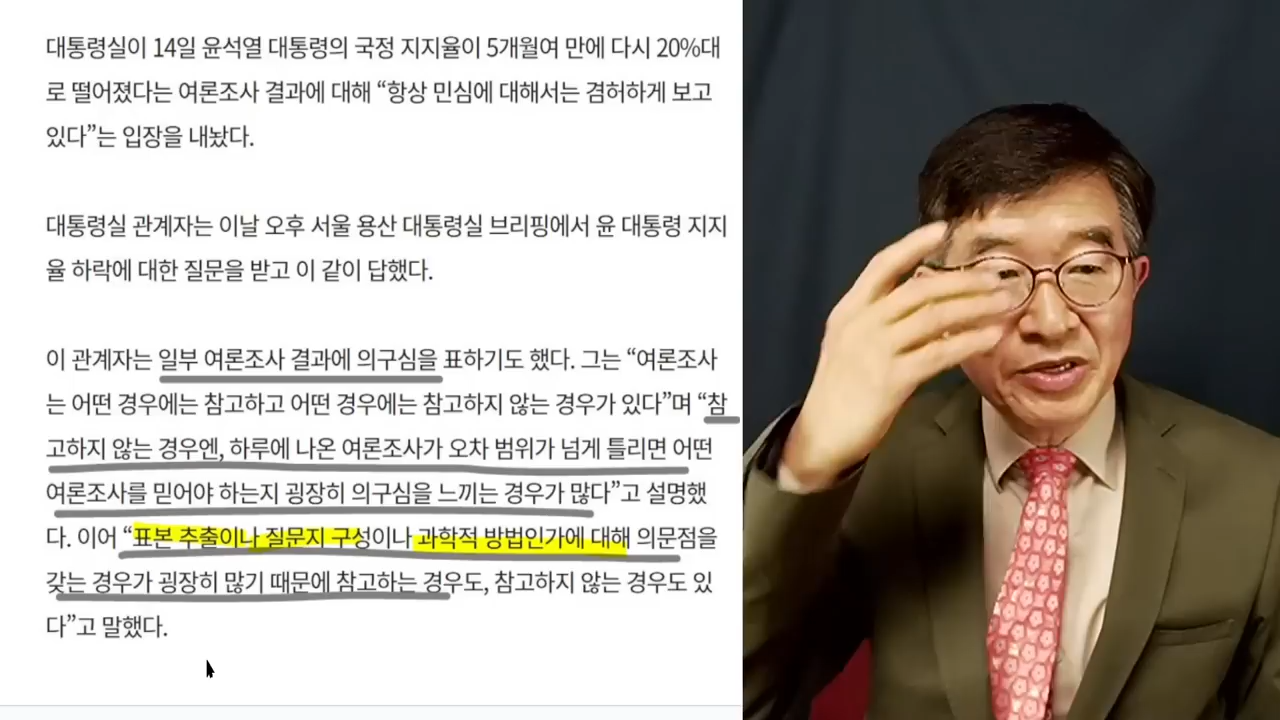 대통령실이 14일 윤석열 대통령의 국정 지지율이 5개월여 만에 다시 20%대
로 떨어졌다는 여론조사 결과에 대해 “항상 민심에 대해서는 겸허하게 보고
있다”는 입장을 내놨다.
대통령실 관계자는 이날 오후 서울 용산 대통령실 브리핑에서 윤 대통령 지지
율 하락에 대한 질문을 받고 이 같이 답했다.
이 관계자는 일부 여론조사 결과에 의구심을 표하기도 했다. 그는 “여론조사
는 어떤 경우에는 참고하고 어떤 경우에는 참고하지 않는 경우가 있다”며 “참
고하지 않는 경우엔, 하루에 나온 여론조사가 오차 범위가 넘게 틀리면 어떤
여론조사를 믿어야 하는지 굉장히 의구심을 느끼는 경우가 많다”고 설명했
다. 이어 “표본 추출이나 질문지 구성이나 과학적 방법인가에 대해 의문점을
갖는 경우가 굉장히 많기 때문에 참고하는 경우도, 참고하지 않는 경우도 있
다”고 말했다.